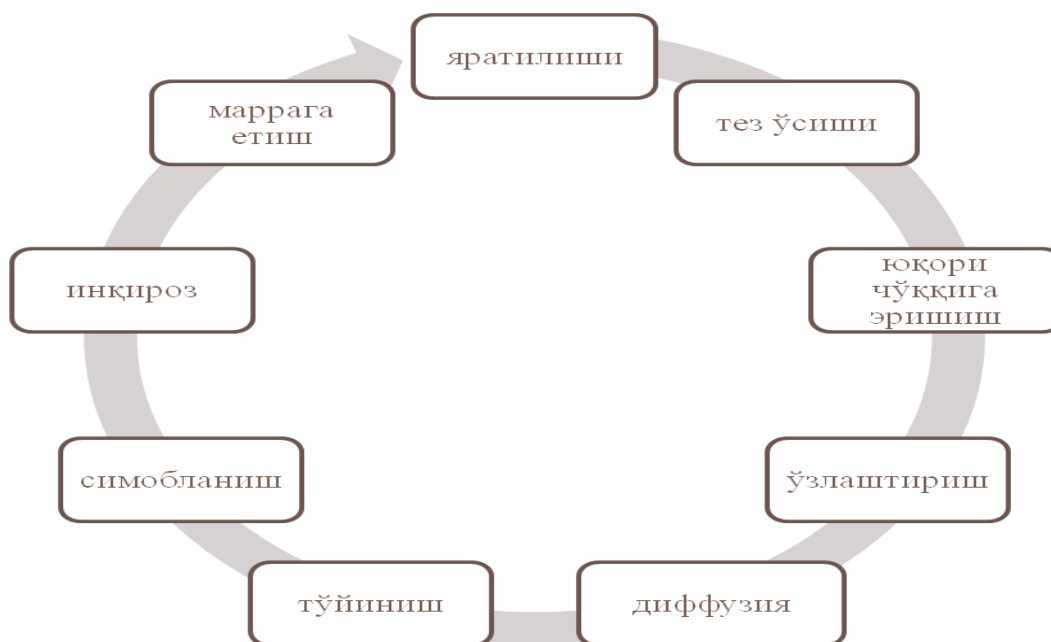 яратилиши
тез ўсиши
юқори
чўққига
эришиш
ўзлаштириш
диффузия
тўйиниш
симобланиш
инқироз
маррага
етиш